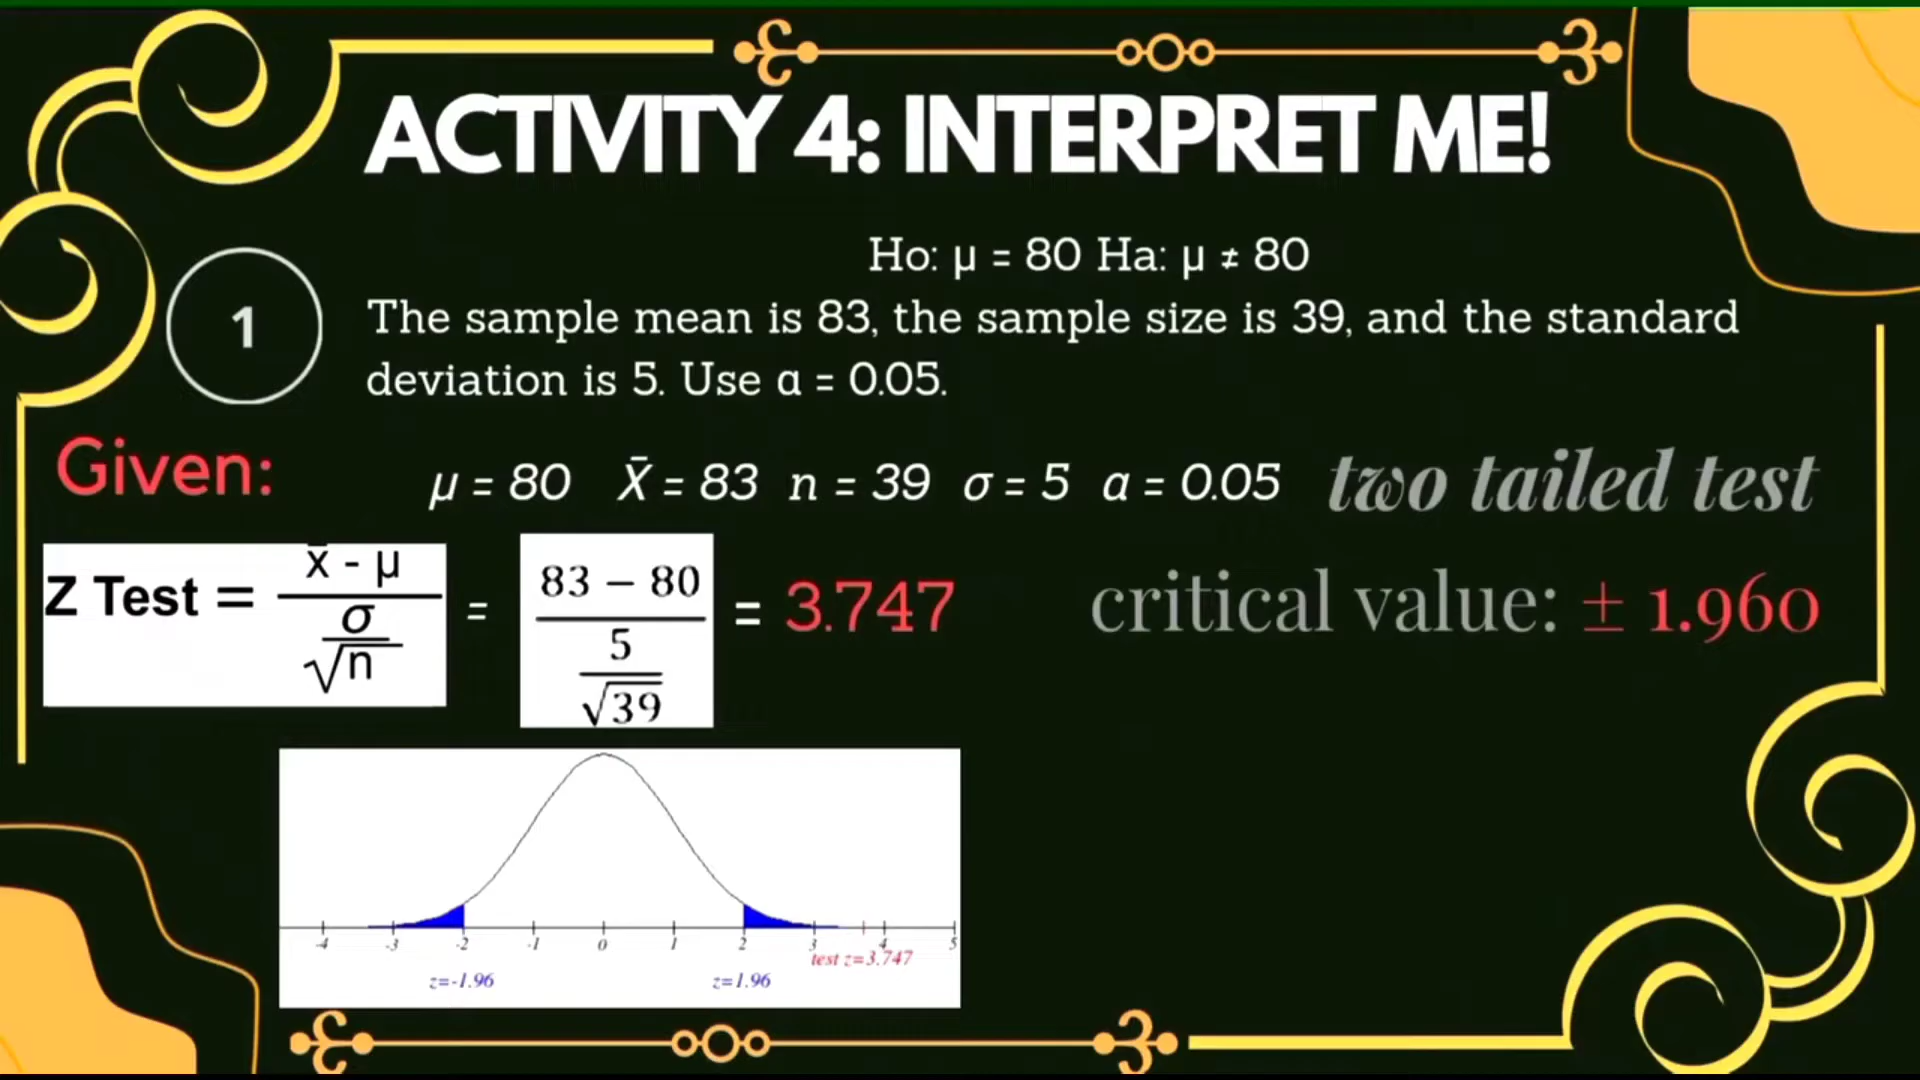 ACTIVITY 4: INTERPRET ME!
Ho: µ = 80 Ha: µ ≠ 80
1
The sample mean is 83, the sample size is 39, and the standard
deviation is 5. Use α = 0.05.
Given:
µ = 80 X̄ = 83 n = 39 σ = 5 α = 0.05 two tailed test
Z Test = (x̄ - µ) / (σ / √n) = (83 − 80) / (5 / √39) = 3.747
critical value: ± 1.960
-4 -3 -2 -1 0 1 2 3 4 5
test z=3.747
z=-1.96 z=1.96